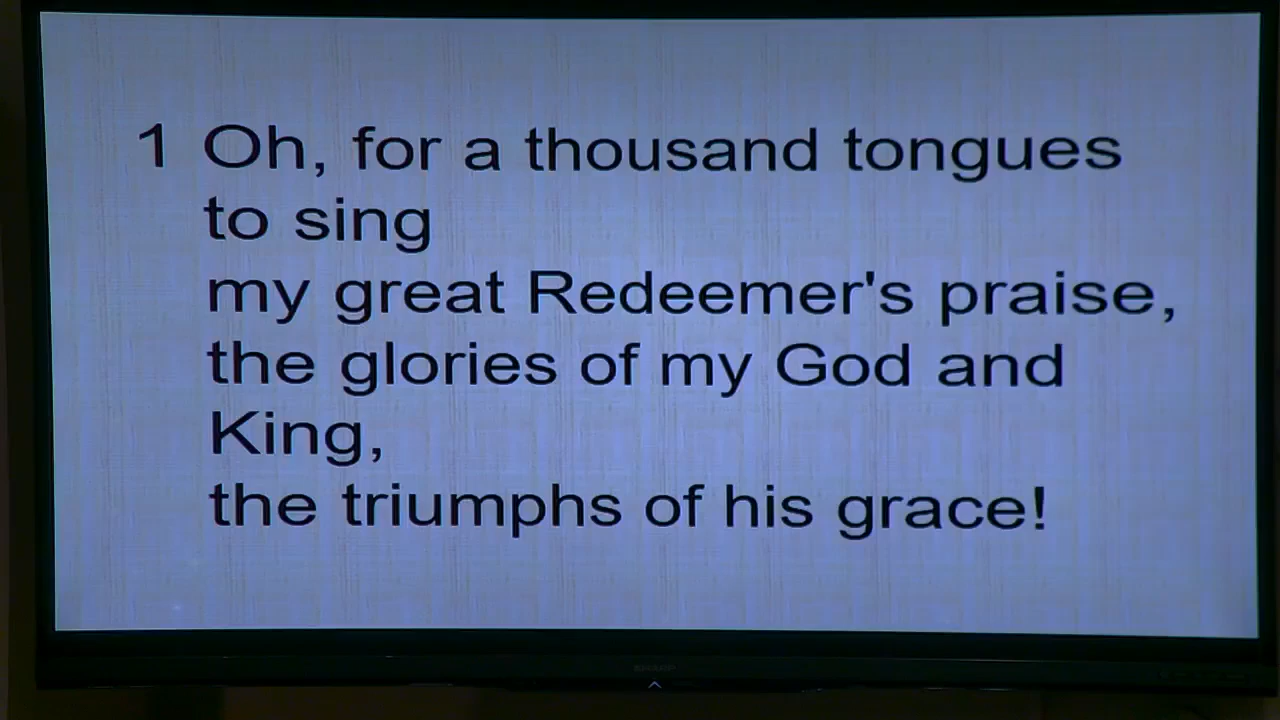 1 Oh, for a thousand tongues
to sing
my great Redeemer's praise,
the glories of my God and
King,
the triumphs of his grace!
SHARP